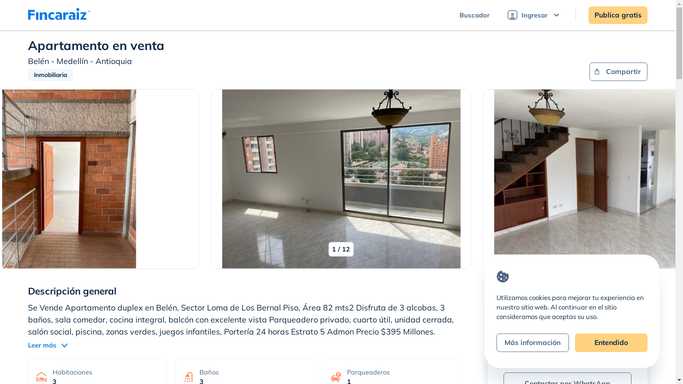 Fincaraiz
Buscador
Ingresar
Publica gratis
Apartamento en venta
Belén - Medellín - Antioquia
Inmobiliaria
Compartir
1 / 12
Descripción general
Se Vende Apartamento duplex en Belén. Sector Loma de Los Bernal Piso, Área 82 mts2 Disfruta de 3 alcobas, 3
baños, sala comedor, cocina integral, balcón con excelente vista Parqueadero privado, cuarto útil, unidad cerrada,
salón social, piscina, zonas verdes, juegos infantiles, Portería 24 horas Estrato 5 Admon Precio $395 Millones.
Leer más
Habitaciones
3
Baños
3
Parqueaderos
1
Utilizamos cookies para mejorar tu experiencia en
nuestro sitio web. Al continuar en el sitio
consideramos que aceptas su uso.
Más información
Entendido
Contactar por WhatsApp